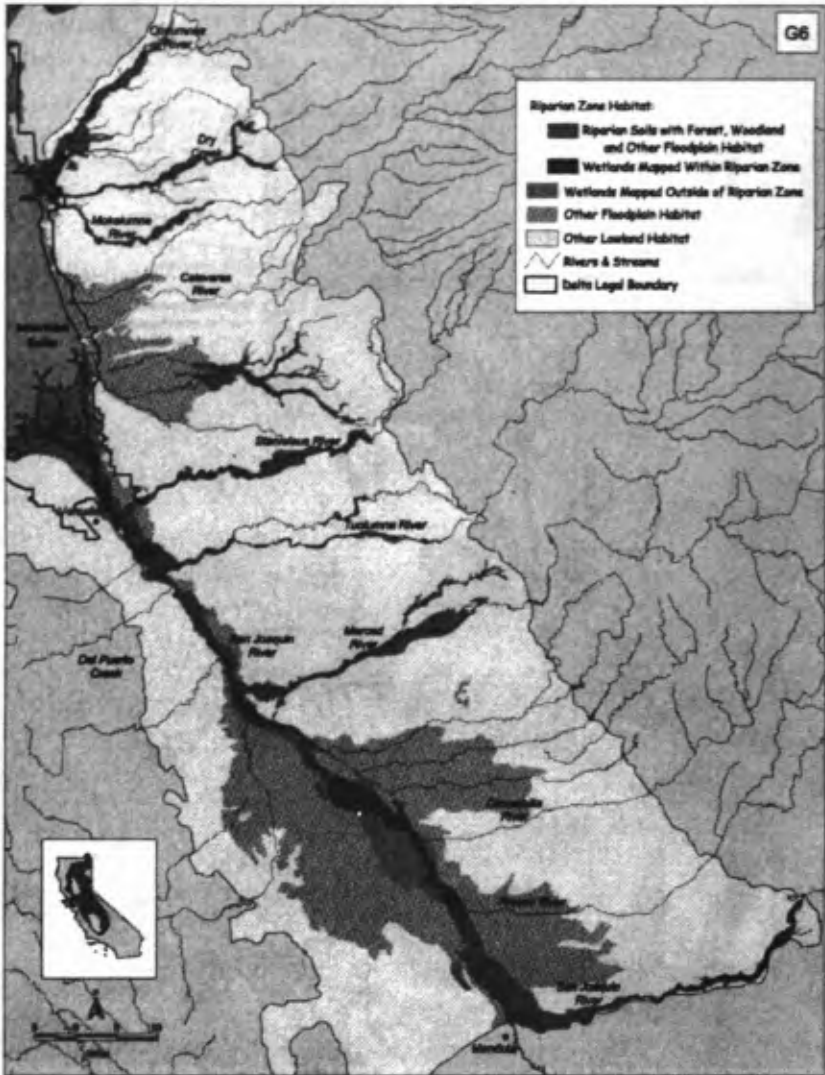 G6
Riparian Zone Habitat:
Riparian Soils with Forest, Woodland
and Other Floodplain Habitat
Wetlands Mapped Within Riparian Zone
Wetlands Mapped Outside of Riparian Zone
Other Floodplain Habitat
Other Lowland Habitat
Rivers & Streams
Delta Legal Boundary
Cosumnes
River
Dry
Mokelumne
River
Calaveras
River
Stanislaus River
Tuolumne River
San Joaquin
River
Merced
River
Del Puerto
Creek
River
River
San Joaquin
River
Mendota